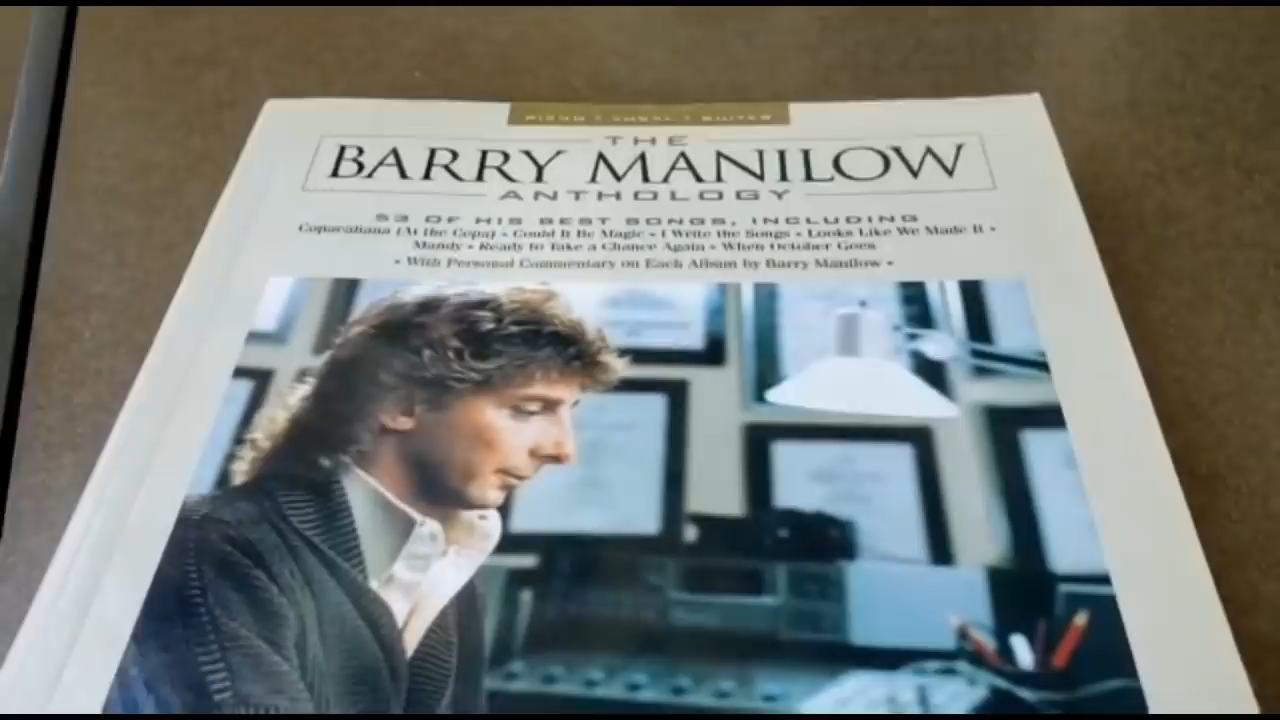 PIANO • VOCAL • GUITAR
THE
BARRY MANILOW
ANTHOLOGY
53 OF HIS BEST SONGS, INCLUDING
Copacabana (At the Copa) • Could It Be Magic • I Write the Songs • Looks Like We Made It •
Mandy • Ready to Take a Chance Again • When October Goes
• With Personal Commentary on Each Album by Barry Manilow •